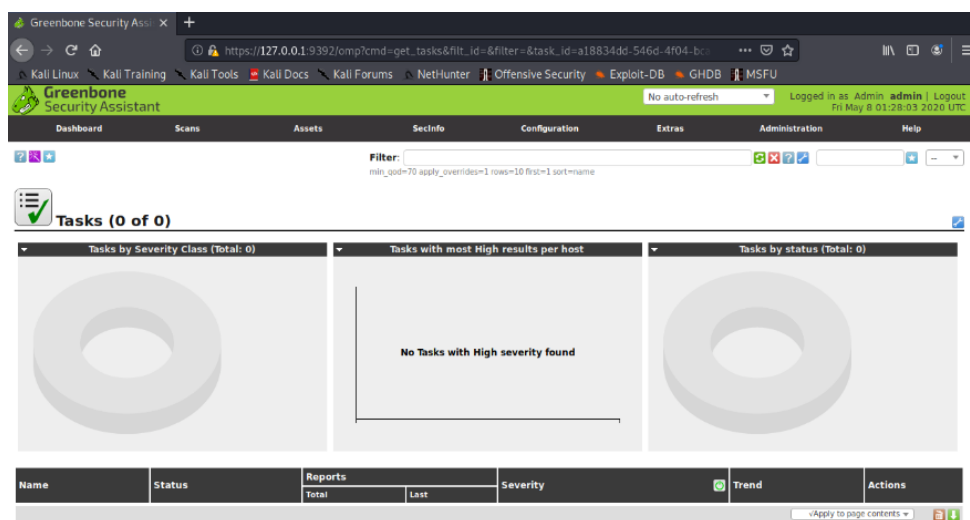 Greenbone Security Assi
https://127.0.0.1:9392/omp?cmd=get_tasks&filt_id=&filter=&task_id=a18834dd-546d-4f04-bca
Kali Linux Kali Training Kali Tools Kali Docs Kali Forums NetHunter Offensive Security Exploit-DB GHDB MSFU
Greenbone
Security Assistant
No auto-refresh
Logged in as Admin admin | Logout
Fri May 8 01:28:03 2020 UTC
Dashboard Scans Assets SecInfo Configuration Extras Administration Help
Filter:
--
min_qod=70 apply_overrides=1 rows=10 first=1 sort=name
Tasks (0 of 0)
Tasks by Severity Class (Total: 0)
Tasks with most High results per host
Tasks by status (Total: 0)
No Tasks with High severity found
Name Status Reports Severity Trend Actions
Total Last
√Apply to page contents